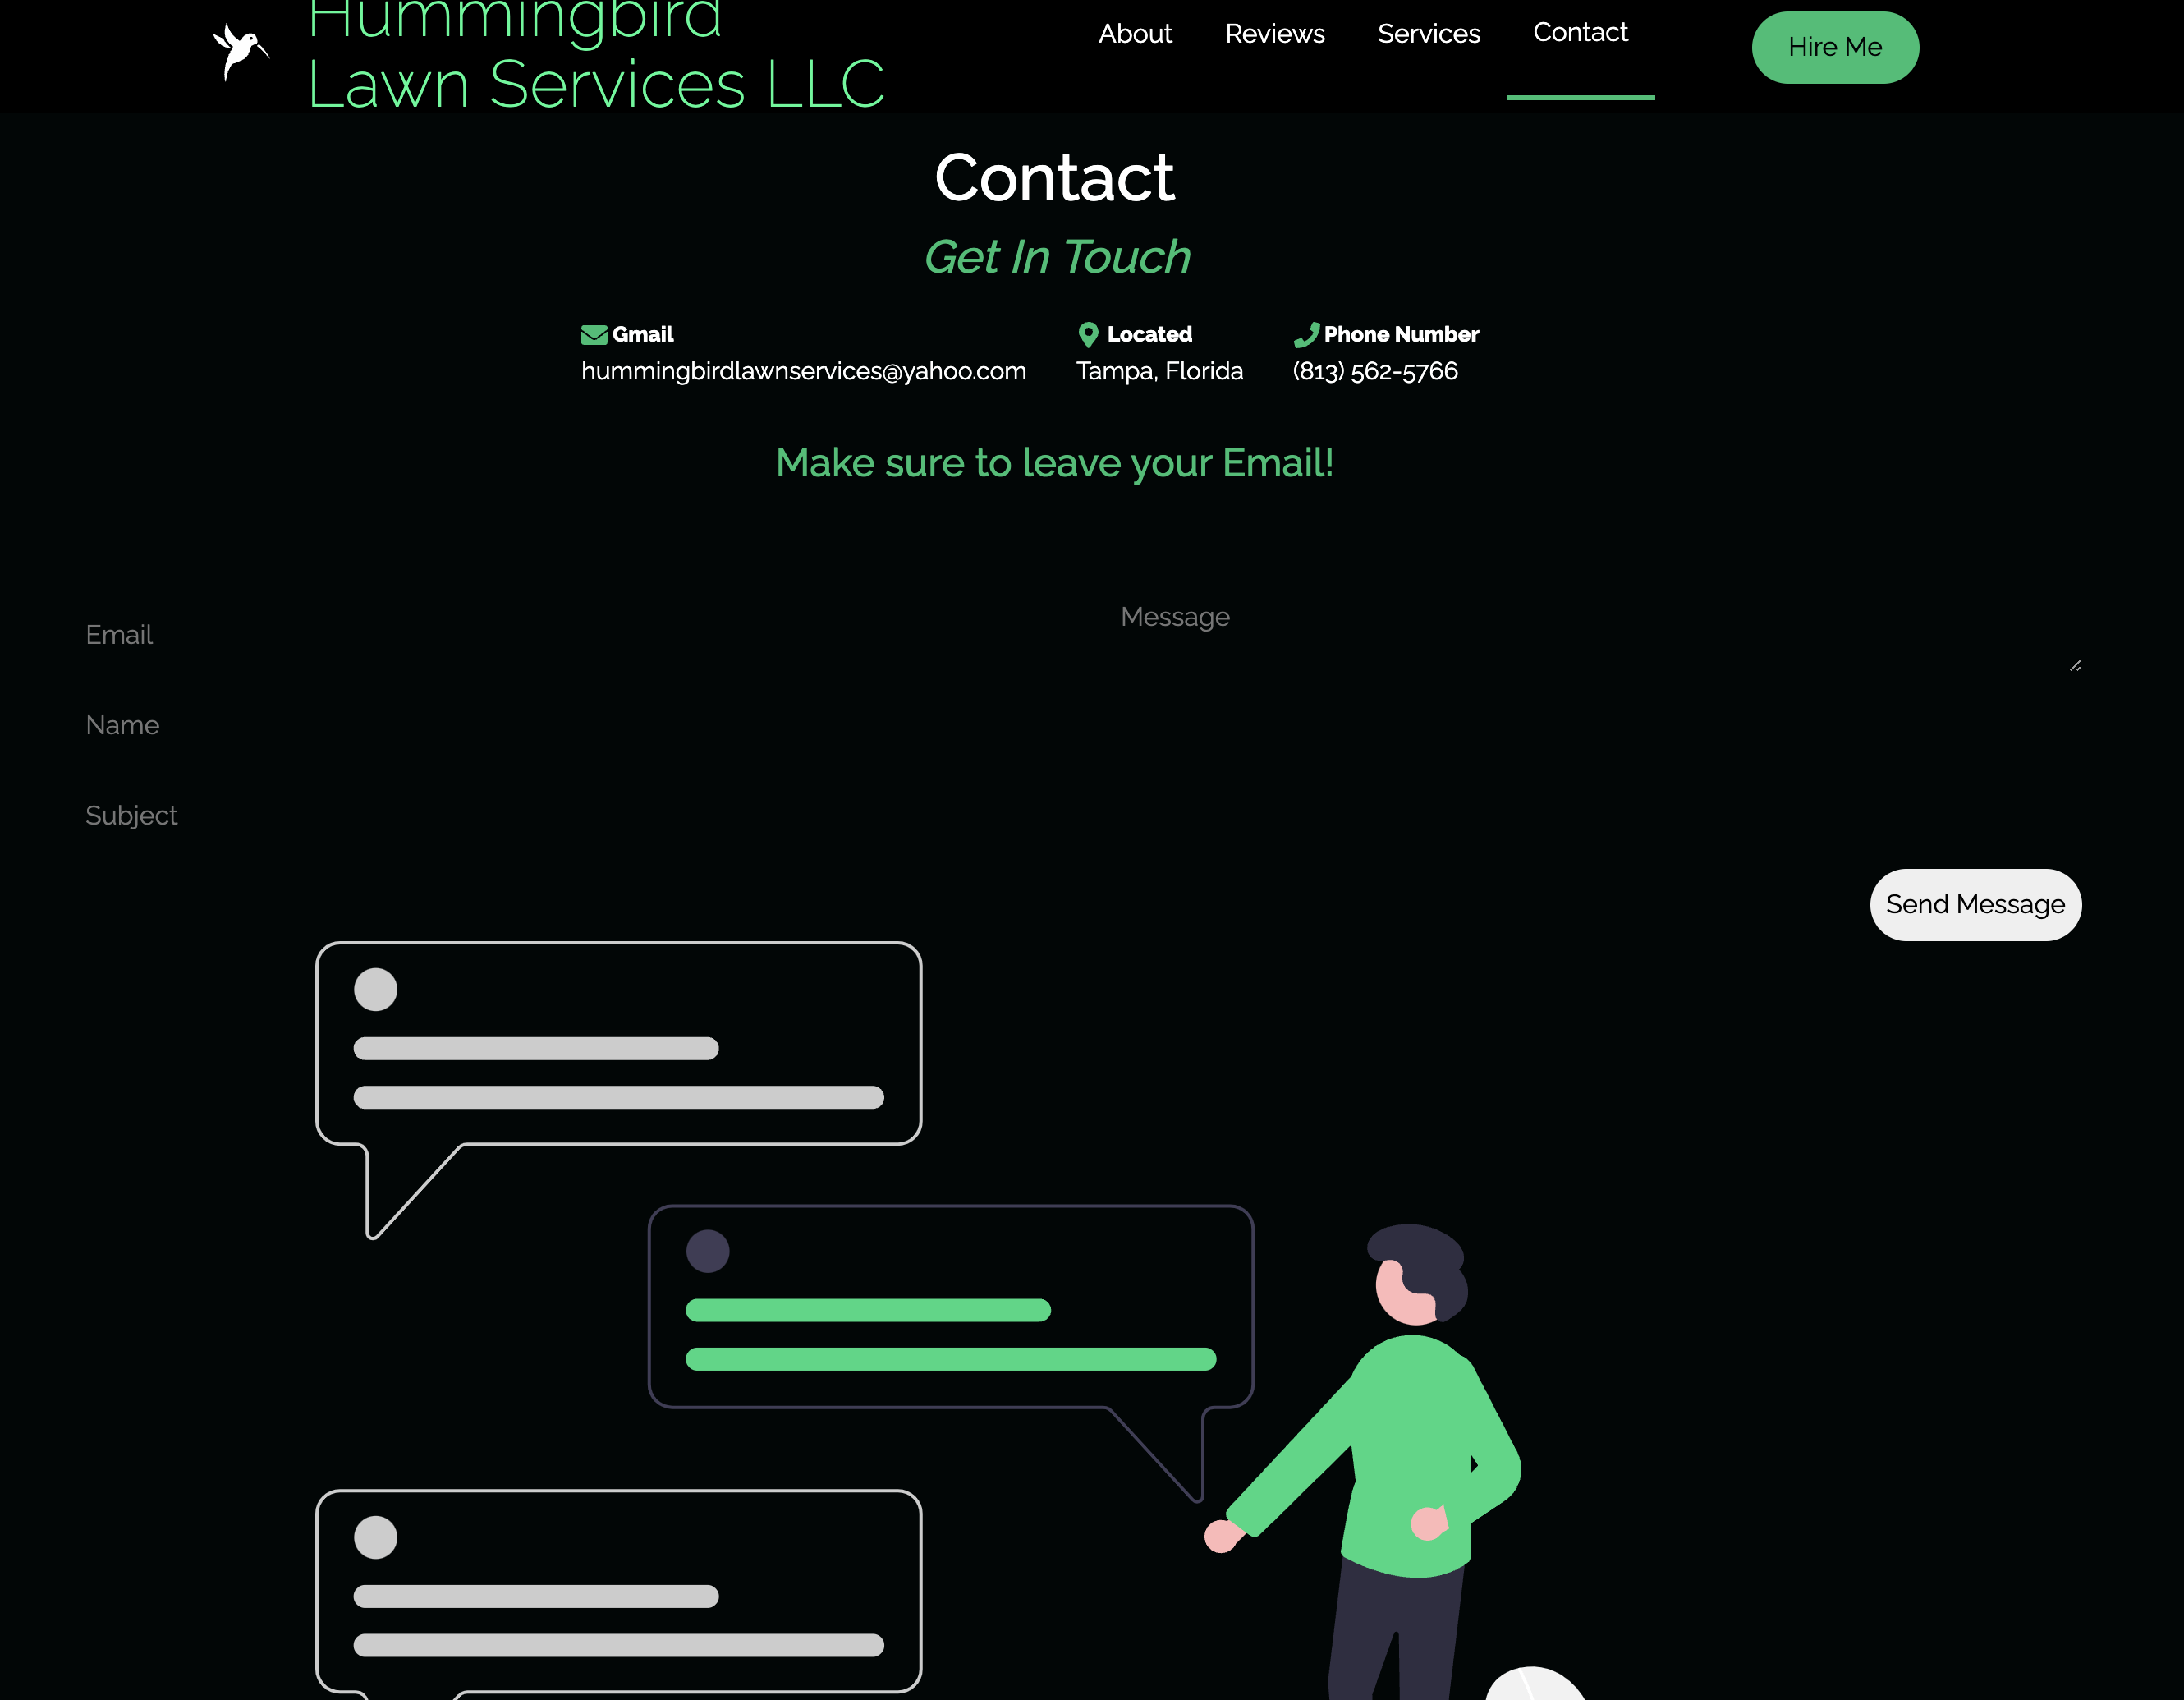 Hummingbird
Lawn Services LLC
About Reviews Services Contact Hire Me
Contact
Get In Touch
Gmail Located Phone Number
hummingbirdlawnservices@yahoo.com Tampa, Florida (813) 562-5766
Make sure to leave your Email!
Email
Message
Name
Subject
Send Message